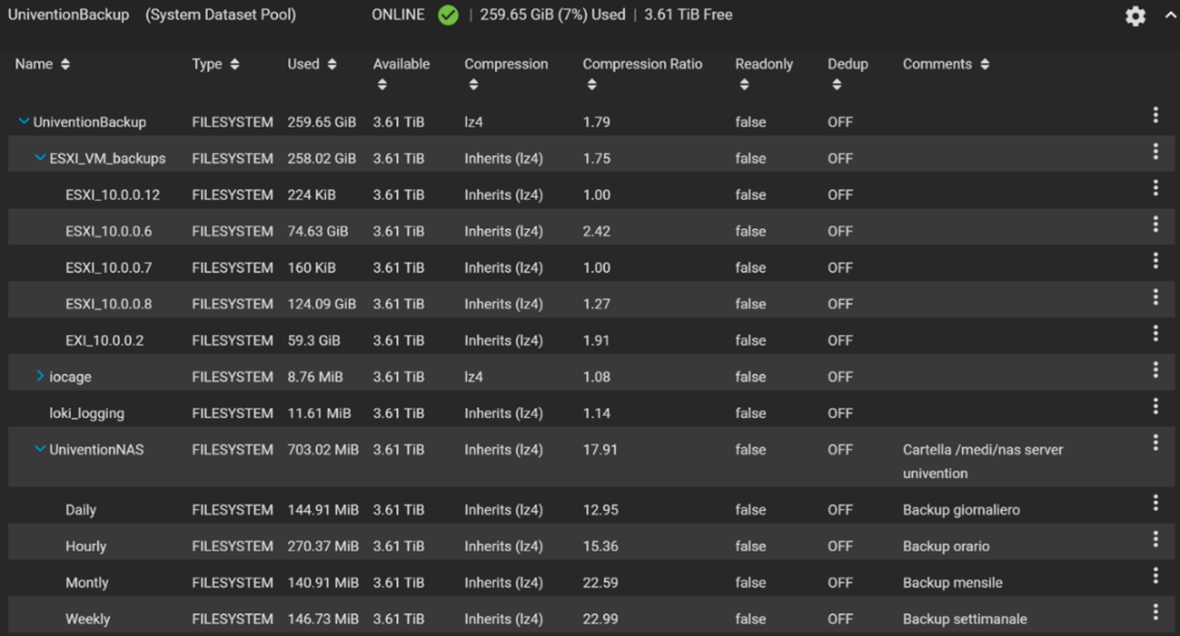 UniventionBackup (System Dataset Pool) ONLINE | 259.65 GiB (7%) Used | 3.61 TiB Free
Name Type Used Available Compression Compression Ratio Readonly Dedup Comments
UniventionBackup FILESYSTEM 259.65 GiB 3.61 TiB lz4 1.79 false OFF
ESXI_VM_backups FILESYSTEM 258.02 GiB 3.61 TiB Inherits (lz4) 1.75 false OFF
ESXI_10.0.0.12 FILESYSTEM 224 KiB 3.61 TiB Inherits (lz4) 1.00 false OFF
ESXI_10.0.0.6 FILESYSTEM 74.63 GiB 3.61 TiB Inherits (lz4) 2.42 false OFF
ESXI_10.0.0.7 FILESYSTEM 160 KiB 3.61 TiB Inherits (lz4) 1.00 false OFF
ESXI_10.0.0.8 FILESYSTEM 124.09 GiB 3.61 TiB Inherits (lz4) 1.27 false OFF
EXI_10.0.0.2 FILESYSTEM 59.3 GiB 3.61 TiB Inherits (lz4) 1.91 false OFF
iocage FILESYSTEM 8.76 MiB 3.61 TiB lz4 1.08 false OFF
loki_logging FILESYSTEM 11.61 MiB 3.61 TiB Inherits (lz4) 1.14 false OFF
UniventionNAS FILESYSTEM 703.02 MiB 3.61 TiB Inherits (lz4) 17.91 false OFF Cartella /medi/nas server
univention
Daily FILESYSTEM 144.91 MiB 3.61 TiB Inherits (lz4) 12.95 false OFF Backup giornaliero
Hourly FILESYSTEM 270.37 MiB 3.61 TiB Inherits (lz4) 15.36 false OFF Backup orario
Montly FILESYSTEM 140.91 MiB 3.61 TiB Inherits (lz4) 22.59 false OFF Backup mensile
Weekly FILESYSTEM 146.73 MiB 3.61 TiB Inherits (lz4) 22.99 false OFF Backup settimanale